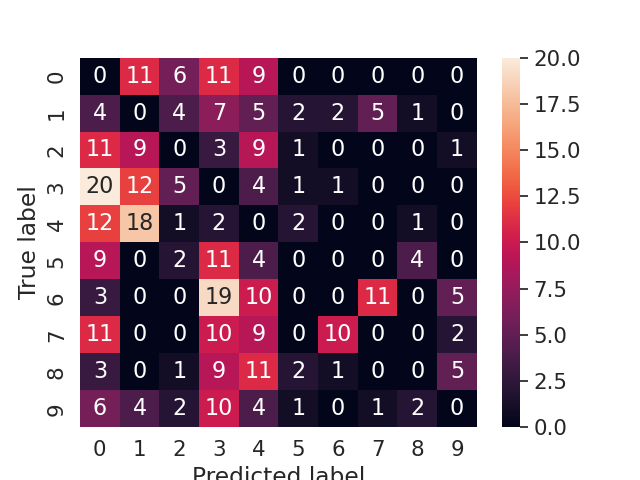 0 0 11 6 11 9 0 0 0 0 0 20.0
1 4 0 4 7 5 2 2 5 1 0 17.5
2 11 9 0 3 9 1 0 0 0 1 15.0
3 20 12 5 0 4 1 1 0 0 0 12.5
4 12 18 1 2 0 2 0 0 1 0 10.0
5 9 0 2 11 4 0 0 0 4 0
6 3 0 0 19 10 0 0 11 0 5 7.5
7 11 0 0 10 9 0 10 0 0 2 5.0
8 3 0 1 9 11 2 1 0 0 5 2.5
9 6 4 2 10 4 1 0 1 2 0 0.0
True label
0 1 2 3 4 5 6 7 8 9
Predicted label